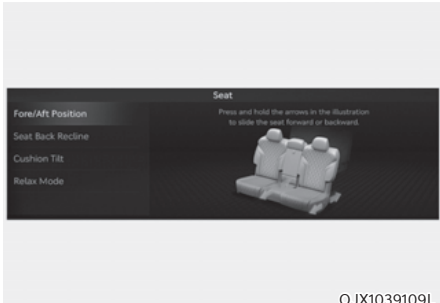 Seat
Fore/Aft Position
Press and hold the arrows in the illustration
to slide the seat forward or backward.
Seat Back Recline
Cushion Tilt
Relax Mode
OJX1039109L